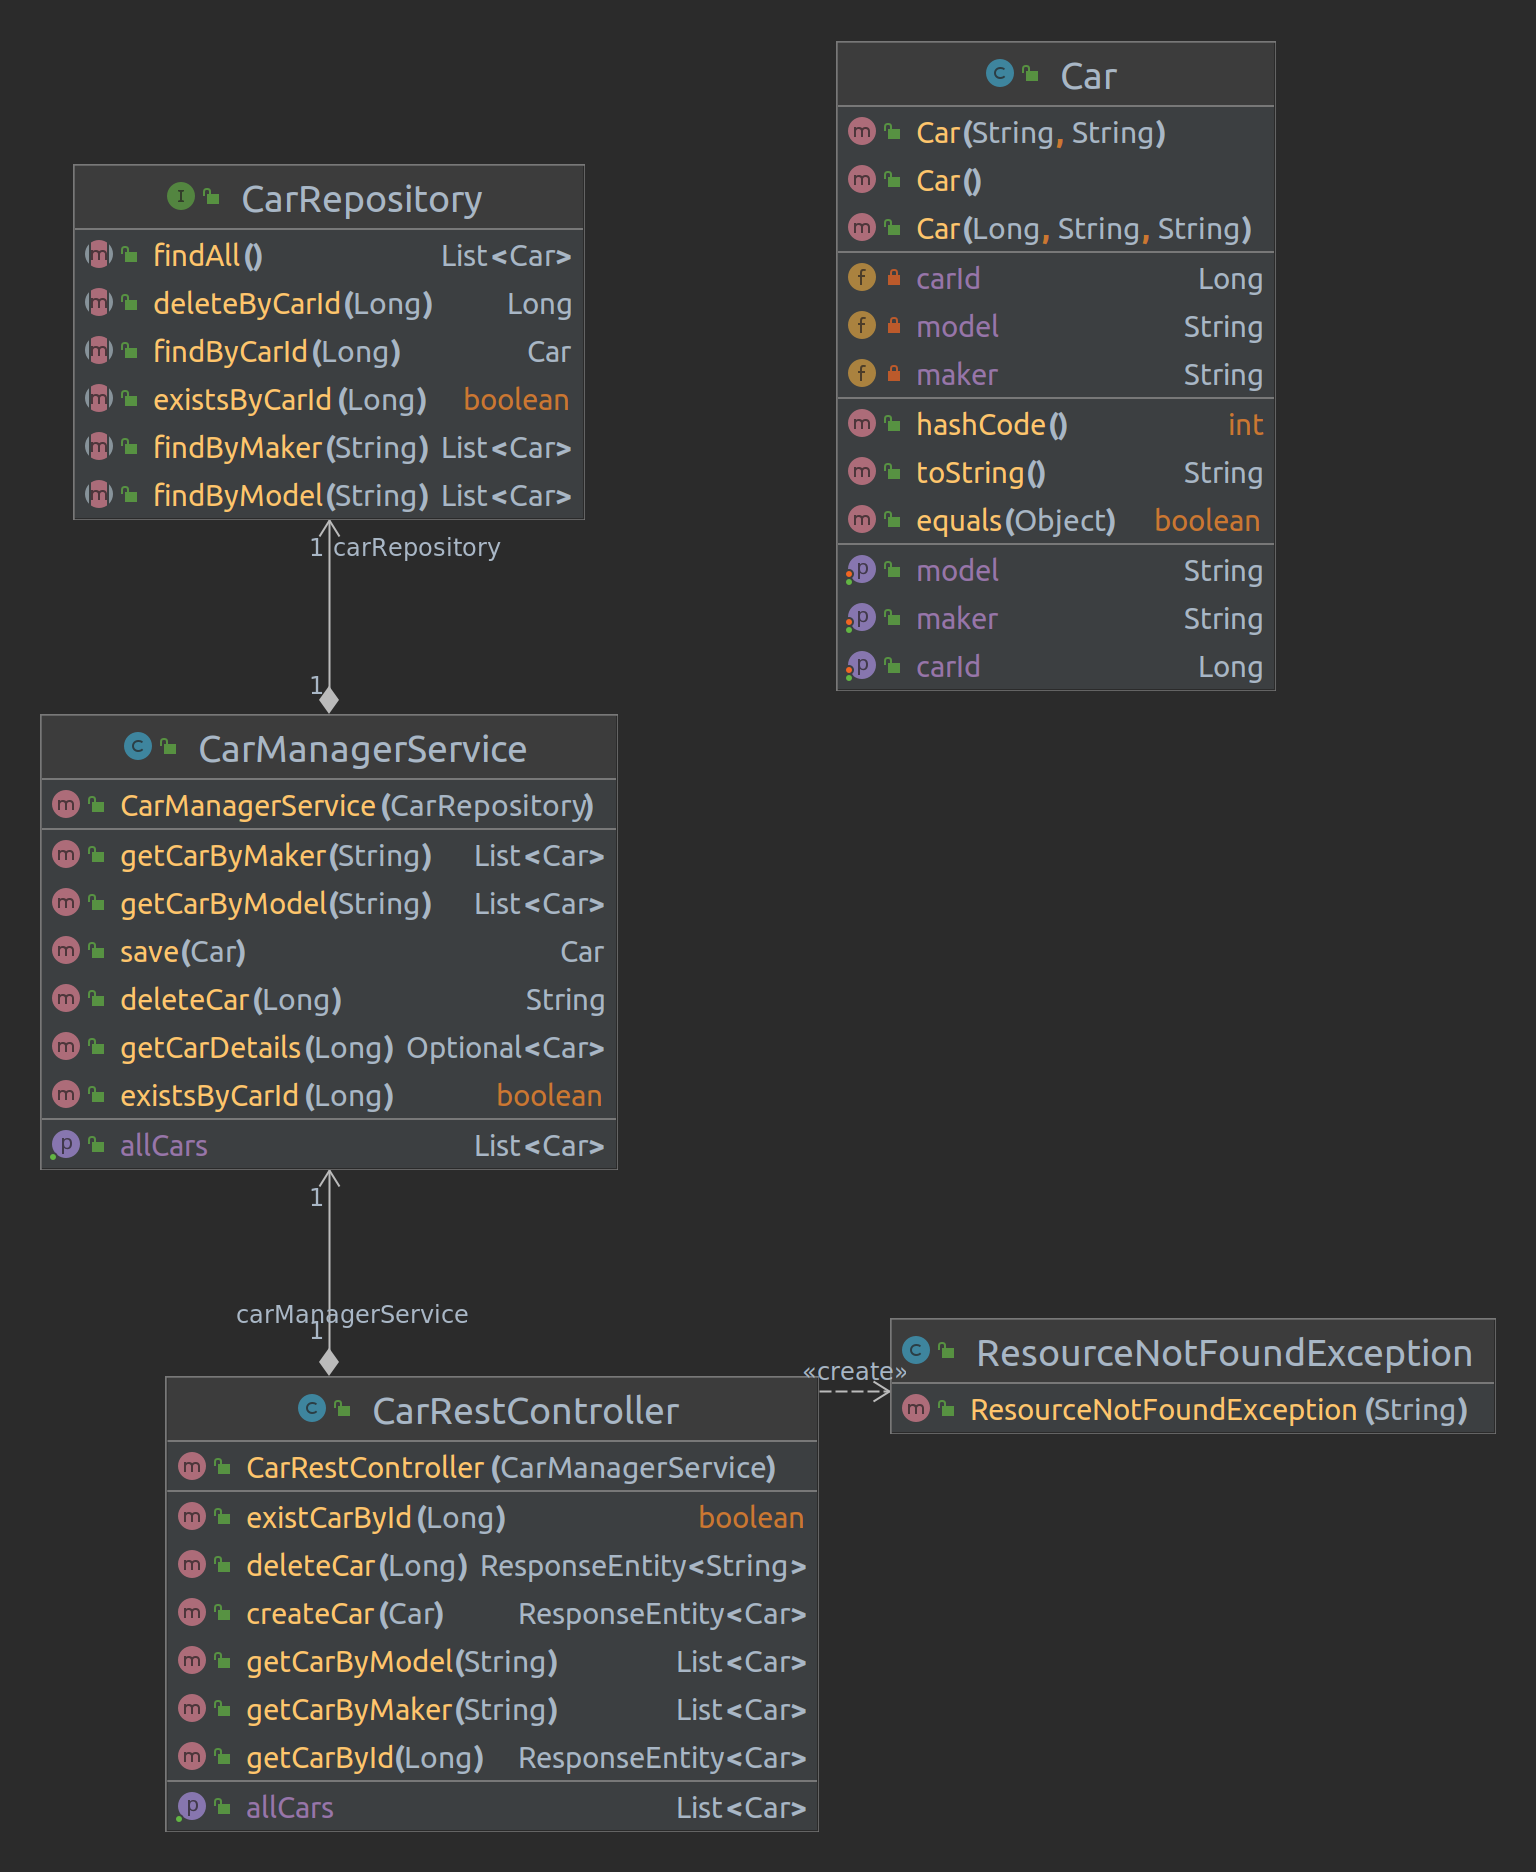 Car
Car(String, String)
Car()
Car(Long, String, String)
carId Long
model String
maker String
hashCode() int
toString() String
equals(Object) boolean
model String
maker String
carId Long
CarRepository
findAll() List<Car>
deleteByCarId(Long) Long
findByCarId(Long) Car
existsByCarId(Long) boolean
findByMaker(String) List<Car>
findByModel(String) List<Car>
1 carRepository
1
CarManagerService
CarManagerService(CarRepository)
getCarByMaker(String) List<Car>
getCarByModel(String) List<Car>
save(Car) Car
deleteCar(Long) String
getCarDetails(Long) Optional<Car>
existsByCarId(Long) boolean
allCars List<Car>
1
carManagerService
1
CarRestController
CarRestController(CarManagerService)
existCarById(Long) boolean
deleteCar(Long) ResponseEntity<String>
createCar(Car) ResponseEntity<Car>
getCarByModel(String) List<Car>
getCarByMaker(String) List<Car>
getCarById(Long) ResponseEntity<Car>
allCars List<Car>
«create»
ResourceNotFoundException
ResourceNotFoundException(String)